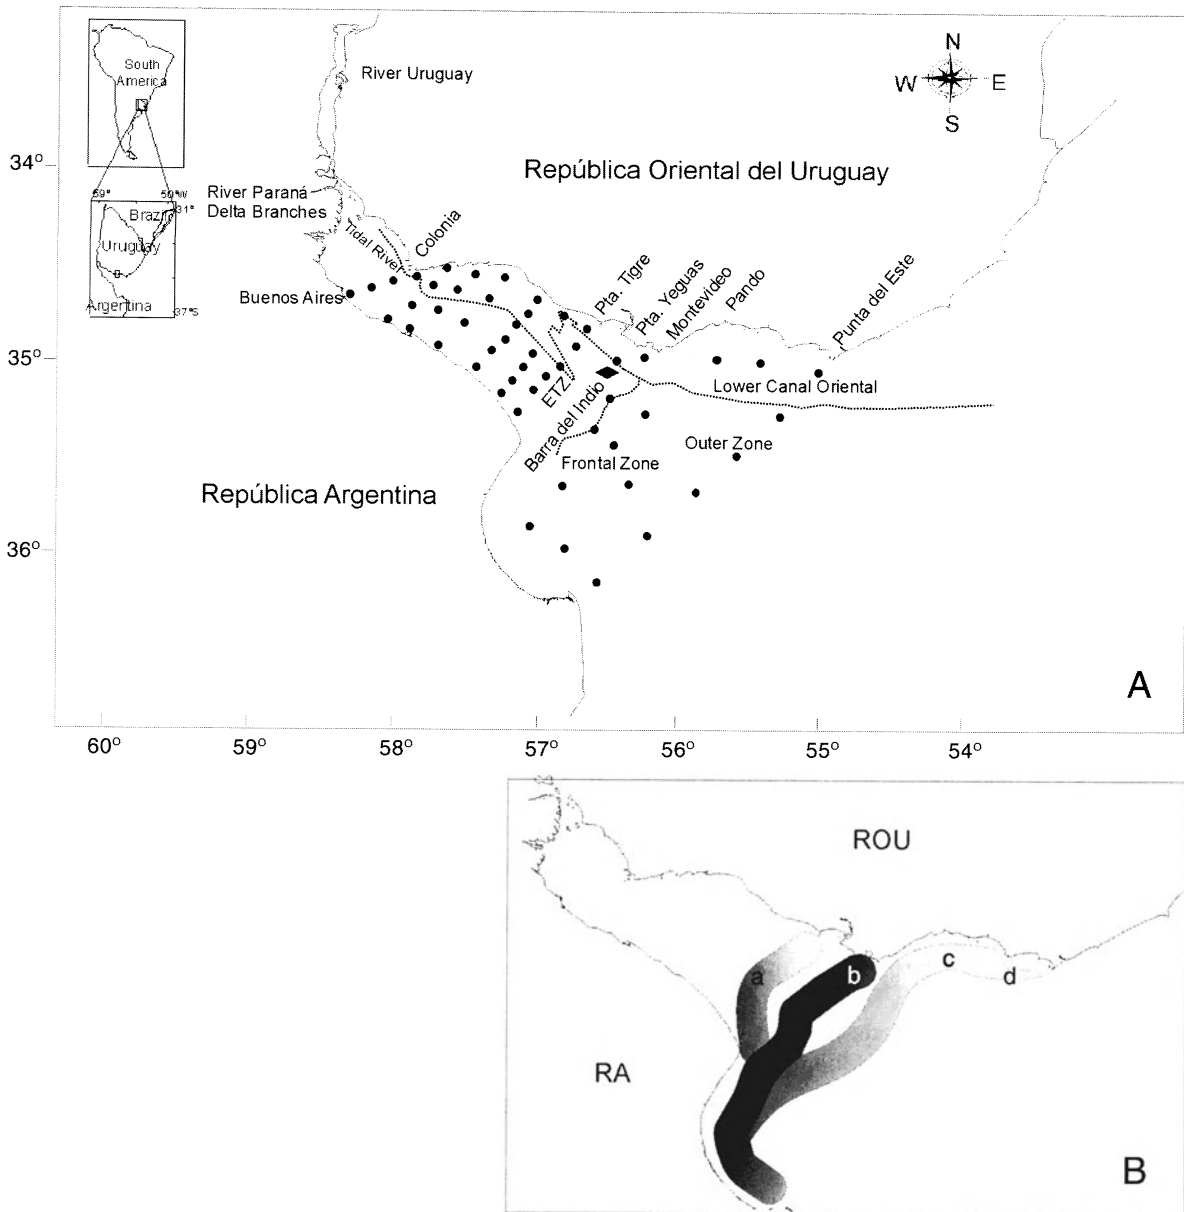 South
America
59°
50°W
31°
Brazil
Uruguay
Argentina
37°S
N
W
E
S
River Uruguay
República Oriental del Uruguay
River Paraná
Delta Branches
Tidal River
Colonia
Buenos Aires
Pta. Tigre
Pta. Yeguas
Montevideo
Pando
Punta del Este
ETZ
Barra del Indio
Lower Canal Oriental
Outer Zone
Frontal Zone
República Argentina
34°
35°
36°
A
60°
59°
58°
57°
56°
55°
54°
ROU
a
b
c
d
RA
B